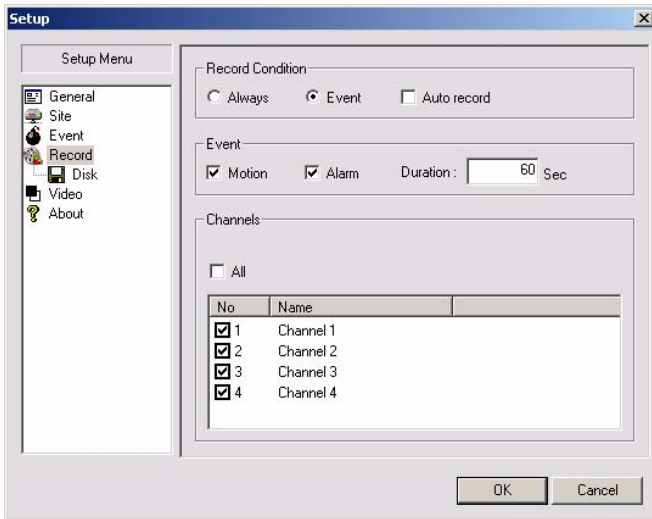 Setup
Setup Menu
General
Site
Event
Record
Disk
Video
About
Record Condition
Always Event Auto record
Event
Motion Alarm Duration : 60 Sec
Channels
All
No Name
1 Channel 1
2 Channel 2
3 Channel 3
4 Channel 4
OK Cancel